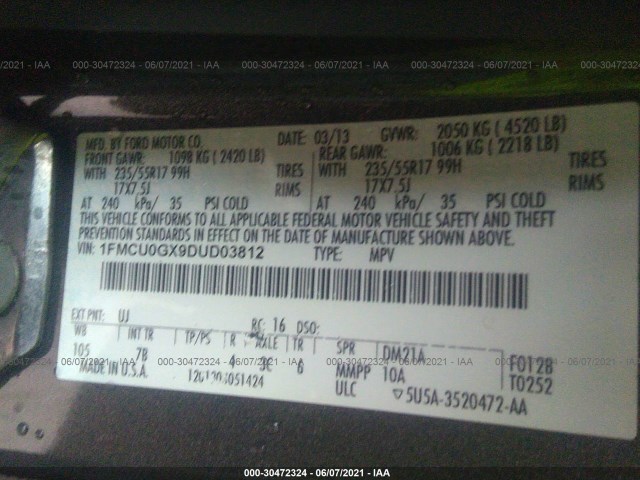 000-30472324 - 06/07/2021 - IAA
MFD. BY FORD MOTOR CO. DATE: 03/13 GVWR: 2050 KG ( 4520 LB)
FRONT GAWR: 1098 KG ( 2420 LB) REAR GAWR: 1006 KG ( 2218 LB)
WITH 235/55R17 99H TIRES WITH 235/55R17 99H TIRES
17X7.5J RIMS 17X7.5J RIMS
AT 240 kPa/ 35 PSI COLD AT 240 kPa/ 35 PSI COLD
THIS VEHICLE CONFORMS TO ALL APPLICABLE FEDERAL MOTOR VEHICLE SAFETY AND THEFT
PREVENTION STANDARDS IN EFFECT ON THE DATE OF MANUFACTURE SHOWN ABOVE.
VIN: 1FMCU0GX9DUD03812 TYPE: MPV
EXT PNT: UJ RC: 16 DSO:
WB INT TR TP/PS R AXLE TR SPR DM21A F0128
105 7B 4 3C 6 MMPP 10A T0252
MADE IN U.S.A. ULC ▽5U5A-3520472-AA
000-30472324 - 06/07/2021 - IAA